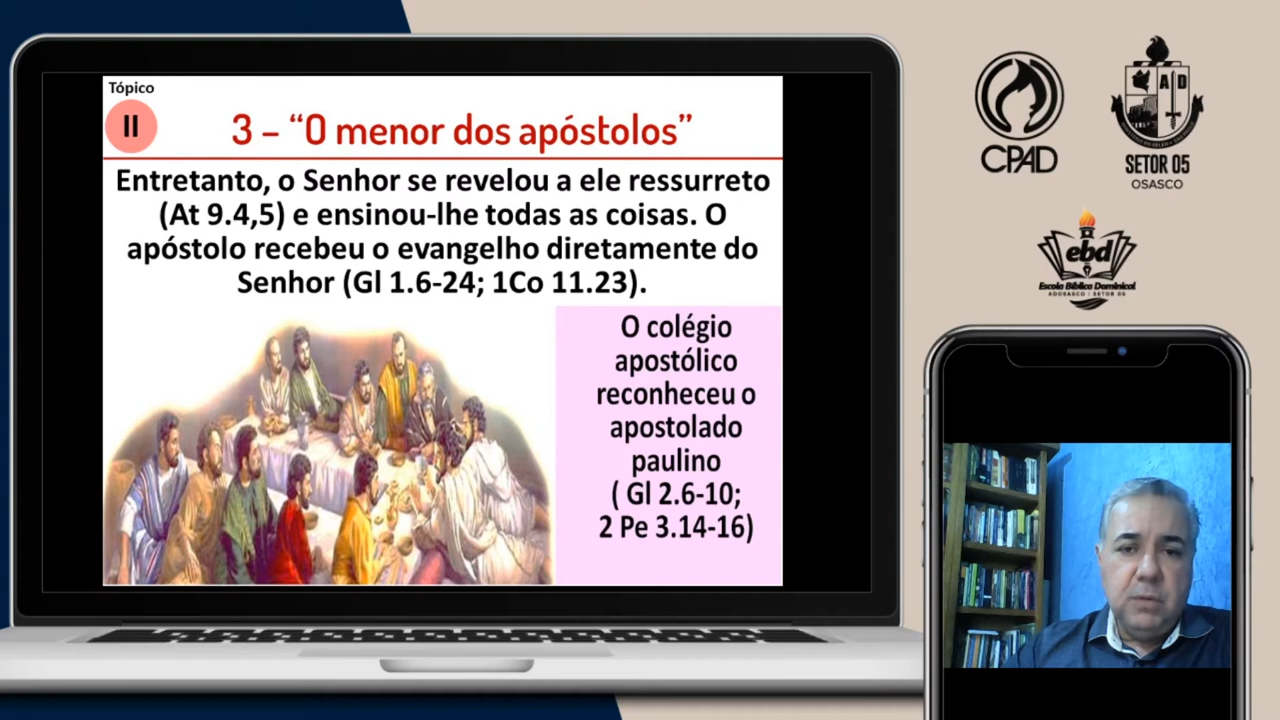 Tópico
II
3 – “O menor dos apóstolos”
Entretanto, o Senhor se revelou a ele ressurreto
(At 9.4,5) e ensinou-lhe todas as coisas. O
apóstolo recebeu o evangelho diretamente do
Senhor (Gl 1.6-24; 1Co 11.23).
O colégio
apostólico
reconheceu o
apostolado
paulino
( Gl 2.6-10;
2 Pe 3.14-16)
CPAD
AD
SETOR 05
OSASCO
ebd
Escola Bíblica Dominical
ADOSASCO | SETOR 05